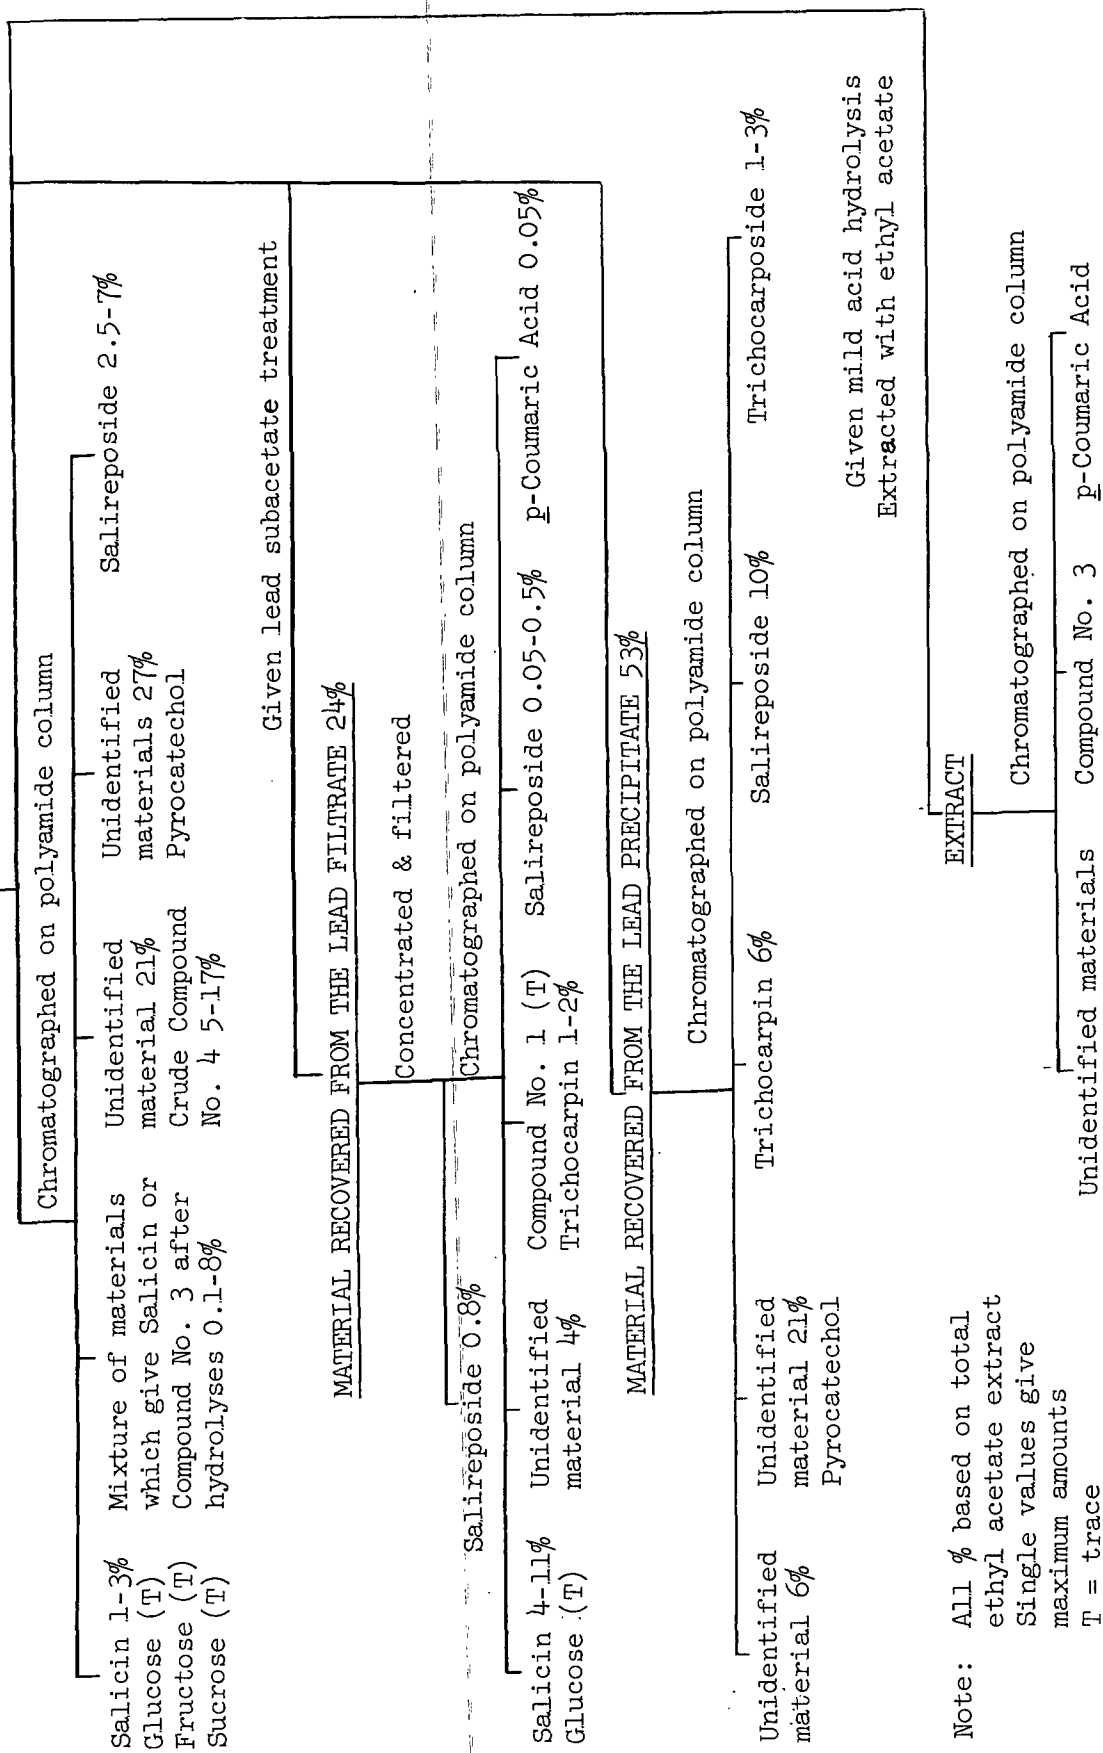 Chromatographed on polyamide column
Salicin 1-3%
Glucose (T)
Fructose (T)
Sucrose (T)
Mixture of materials
which give Salicin or
Compound No. 3 after
hydrolyses 0.1-8%
Unidentified
material 21%
Crude Compound
No. 4 5-17%
Unidentified
materials 27%
Pyrocatechol
Salireposide 2.5-7%
Given lead subacetate treatment
MATERIAL RECOVERED FROM THE LEAD FILTRATE 24%
Concentrated & filtered
Salireposide 0.8%
Chromatographed on polyamide column
Salicin 4-11%
Glucose (T)
Unidentified
material 4%
Compound No. 1 (T)
Trichocarpin 1-2%
Salireposide 0.05-0.5%
p-Coumaric Acid 0.05%
MATERIAL RECOVERED FROM THE LEAD PRECIPITATE 53%
Chromatographed on polyamide column
Unidentified
material 6%
Unidentified
material 21%
Pyrocatechol
Trichocarpin 6%
Salireposide 10%
Trichocarposide 1-3%
Given mild acid hydrolysis
Extracted with ethyl acetate
EXTRACT
Chromatographed on polyamide column
Unidentified materials
Compound No. 3
p-Coumaric Acid
Note: All % based on total
ethyl acetate extract
Single values give
maximum amounts
T = trace